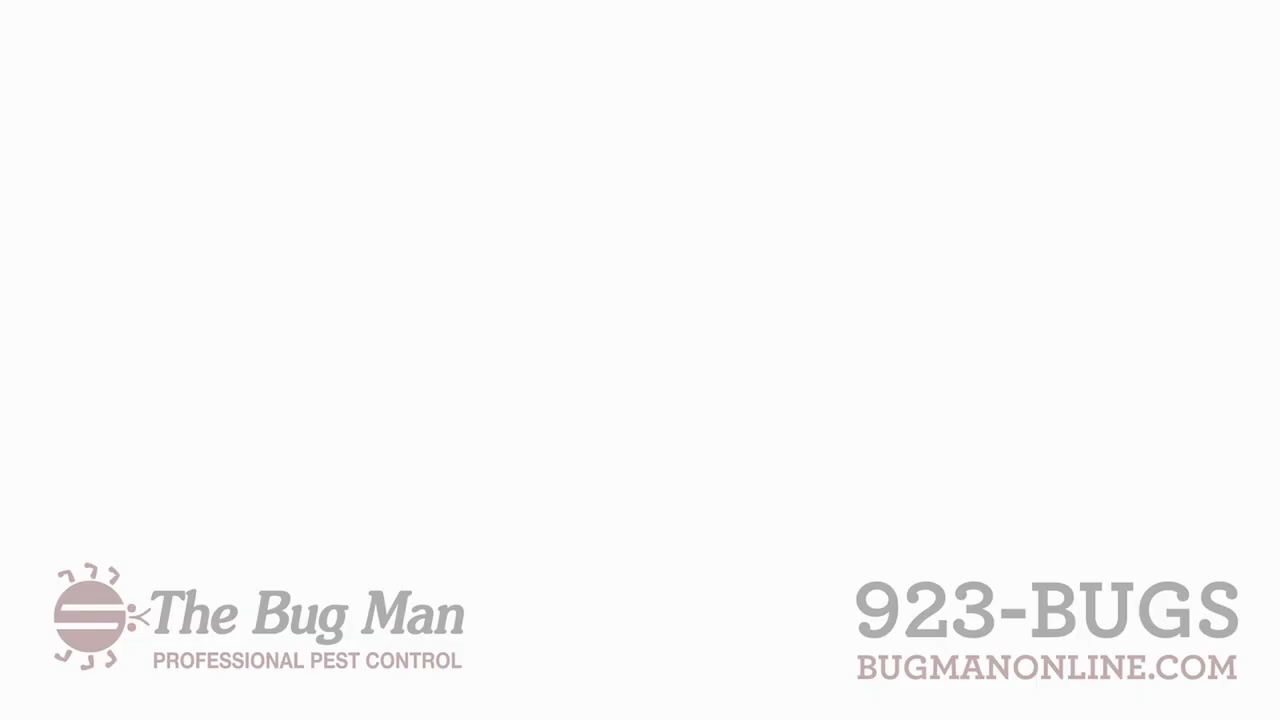 The Bug Man
PROFESSIONAL PEST CONTROL
923-BUGS
BUGMANONLINE.COM